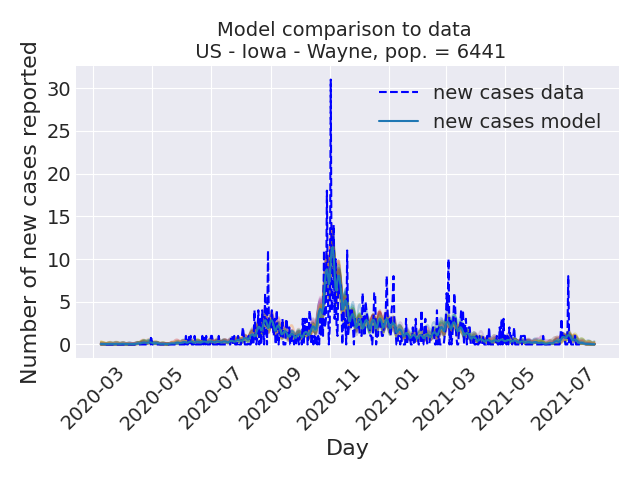 Model comparison to data
US - Iowa - Wayne, pop. = 6441
Number of new cases reported
30
25
20
15
10
5
0
new cases data
new cases model
2020-03
2020-05
2020-07
2020-09
2020-11
2021-01
2021-03
2021-05
2021-07
Day